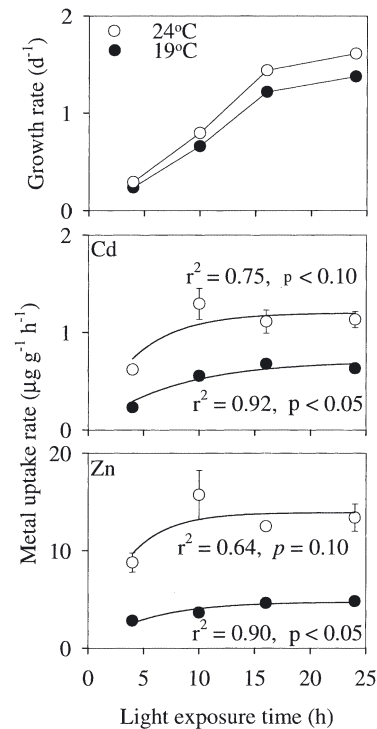 2
24°C
19°C
1
0
Growth rate (d⁻¹)
2
Cd
r² = 0.75, p < 0.10
1
r² = 0.92, p < 0.05
0
Metal uptake rate (µg g⁻¹ h⁻¹)
20
Zn
10
r² = 0.64, p = 0.10
r² = 0.90, p < 0.05
0
0 5 10 15 20 25
Light exposure time (h)